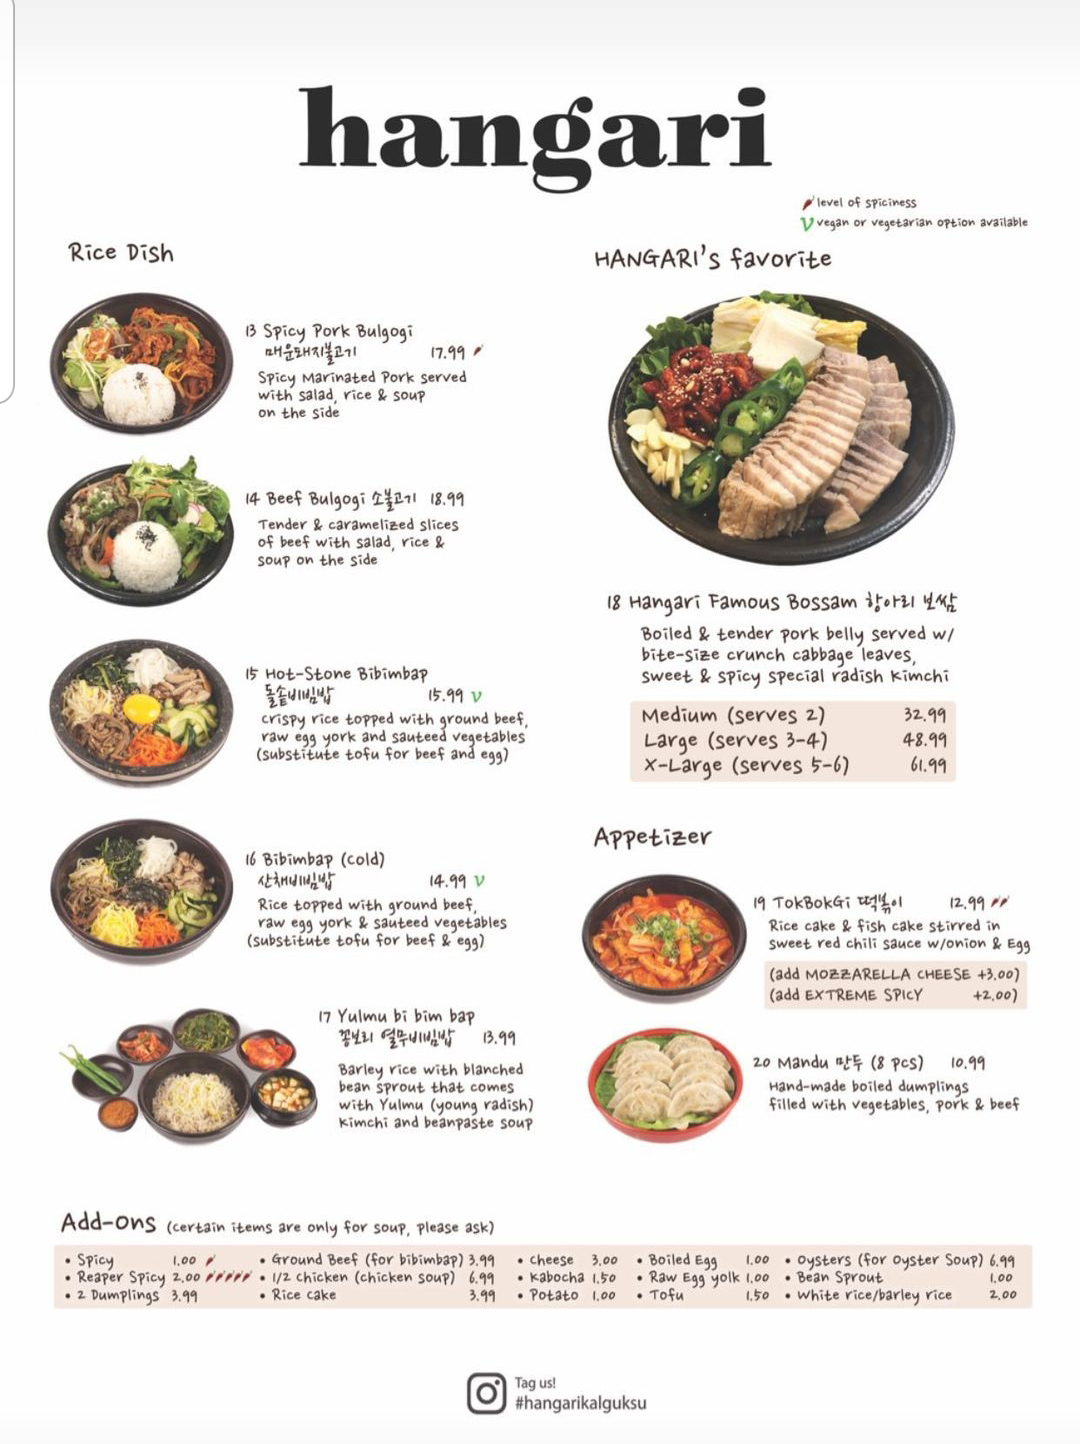 hangari
level of spiciness
V vegan or vegetarian option available
Rice Dish
13 Spicy Pork Bulgogi
매운돼지불고기 17.99
Spicy Marinated Pork served
with salad, rice & soup
on the side
14 Beef Bulgogi 소불고기 18.99
Tender & caramelized slices
of beef with salad, rice &
soup on the side
15 Hot-Stone Bibimbap
돌솥비빔밥 15.99 V
crispy rice topped with ground beef,
raw egg york and sauteed vegetables
(substitute tofu for beef and egg)
16 Bibimbap (cold)
산채비빔밥 14.99 V
Rice topped with ground beef,
raw egg york & sauteed vegetables
(substitute tofu for beef & egg)
17 Yulmu bi bim bap
꽁보리 열무비빔밥 13.99
Barley rice with blanched
bean sprout that comes
with Yulmu (young radish)
kimchi and beanpaste soup
HANGARI's favorite
18 Hangari Famous Bossam 항아리 보쌈
Boiled & tender pork belly served w/
bite-size crunch cabbage leaves,
sweet & spicy special radish kimchi
Medium (serves 2) 32.99
Large (serves 3-4) 48.99
X-Large (serves 5-6) 61.99
Appetizer
19 TokBokGi 떡볶이 12.99
Rice cake & fish cake stirred in
sweet red chili sauce w/onion & Egg
(add MOZZARELLA CHEESE +3.00)
(add EXTREME SPICY +2.00)
20 Mandu 만두 (8 pcs) 10.99
Hand-made boiled dumplings
filled with vegetables, pork & beef
Add-ons (certain items are only for soup, please ask)
• Spicy 1.00 • Ground Beef (for bibimbap) 3.99 • cheese 3.00 • Boiled Egg 1.00 • Oysters (for Oyster Soup) 6.99
• Reaper Spicy 2.00 • 1/2 chicken (chicken soup) 6.99 • Kabocha 1.50 • Raw Egg yolk 1.00 • Bean Sprout 1.00
• 2 Dumplings 3.99 • Rice cake 3.99 • Potato 1.00 • Tofu 1.50 • white rice/barley rice 2.00
Tag us!
#hangarikalguksu